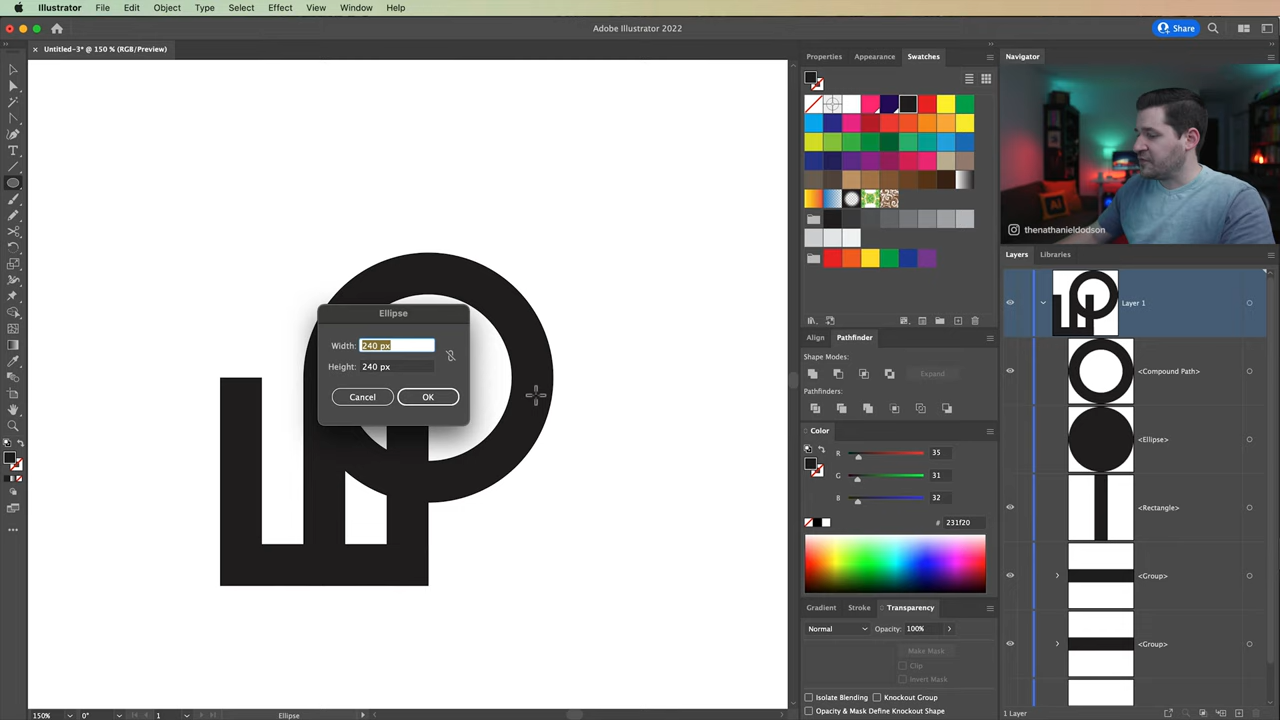 Illustrator File Edit Object Type Select Effect View Window Help
Adobe Illustrator 2022
Share
Untitled-3* @ 150 % (RGB/Preview)
Properties Appearance Swatches
Navigator
thenathanieldodson
Ellipse
Width: 240 px
Height: 240 px
Cancel OK
Layers Libraries
Layer 1
<Compound Path>
<Ellipse>
<Rectangle>
<Group>
<Group>
Align Pathfinder
Shape Modes:
Expand
Pathfinders:
Color
R 35
G 31
B 32
# 231f20
Gradient Stroke Transparency
Normal Opacity: 100%
Make Mask
Clip
Invert Mask
Isolate Blending Knockout Group
Opacity & Mask Define Knockout Shape
150% 0° 1 Ellipse
1 Layer